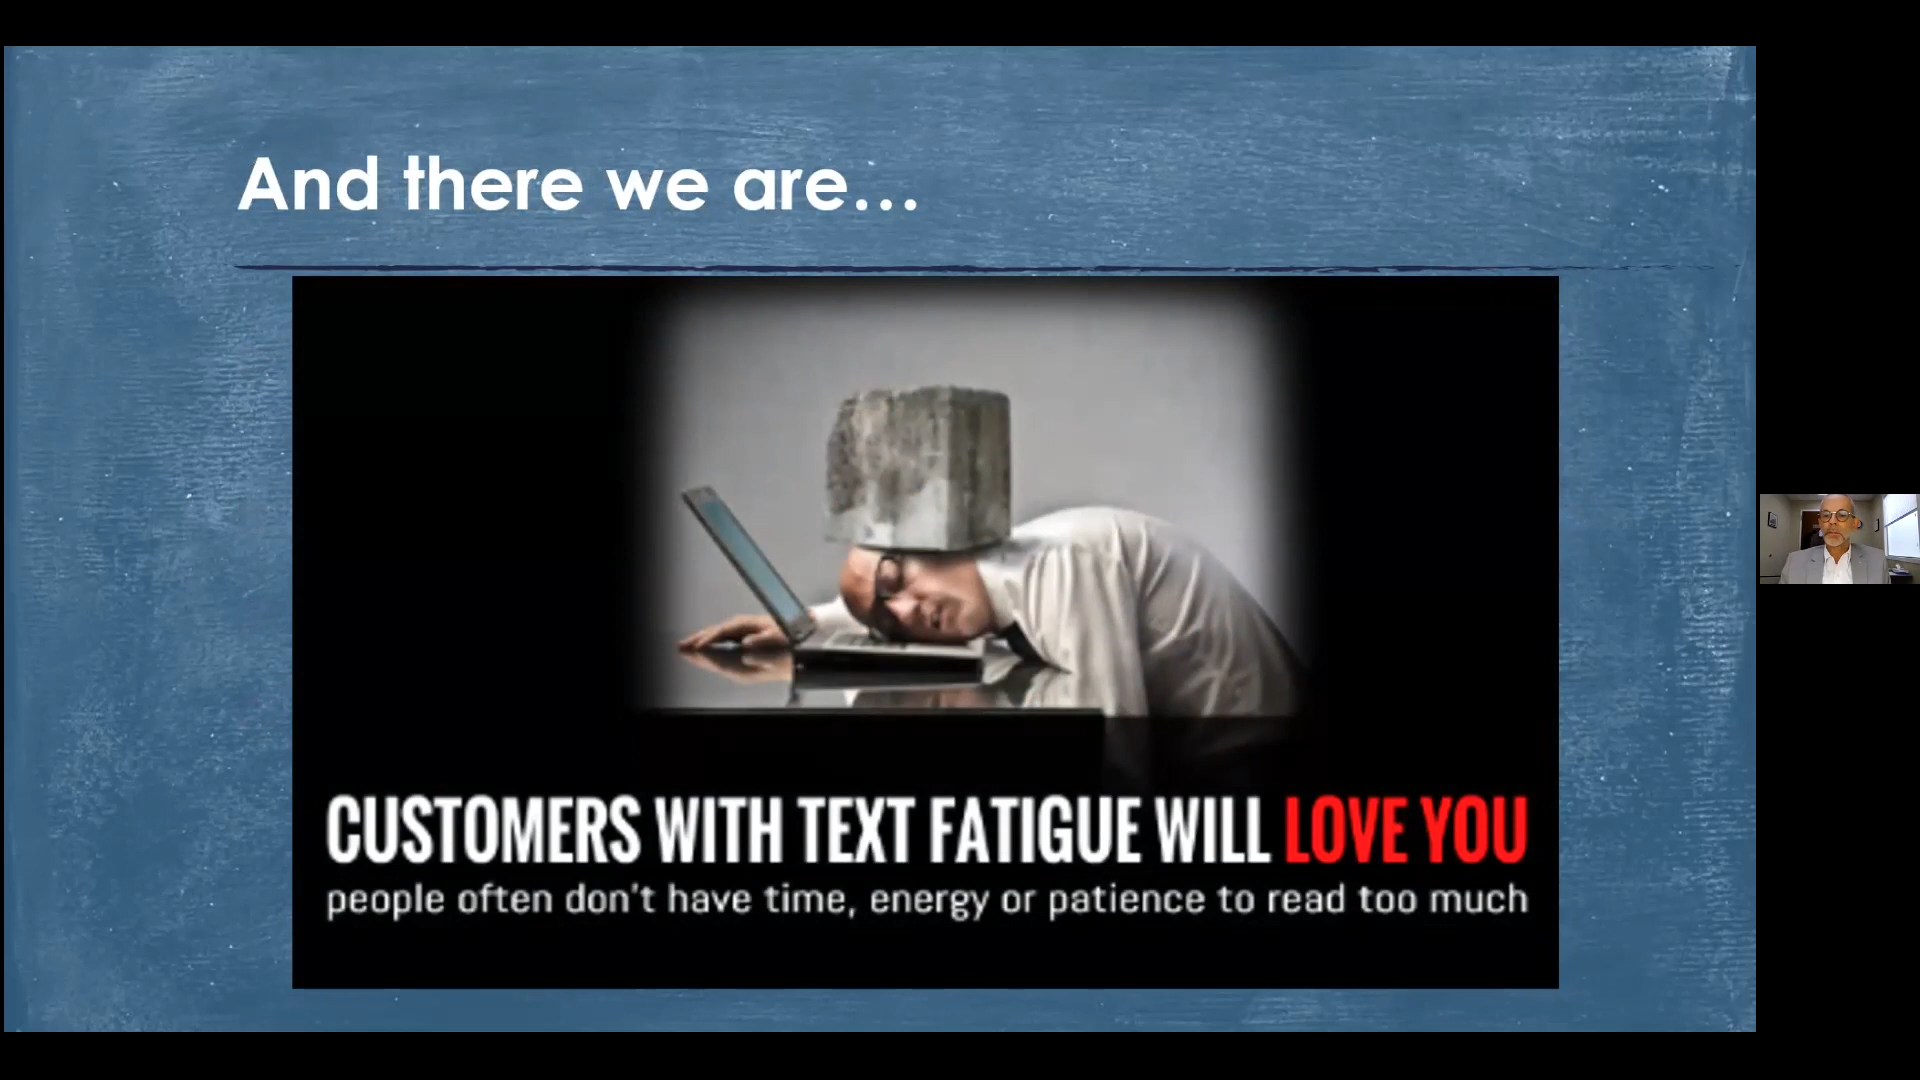 And there we are…
CUSTOMERS WITH TEXT FATIGUE WILL LOVE YOU
people often don't have time, energy or patience to read too much